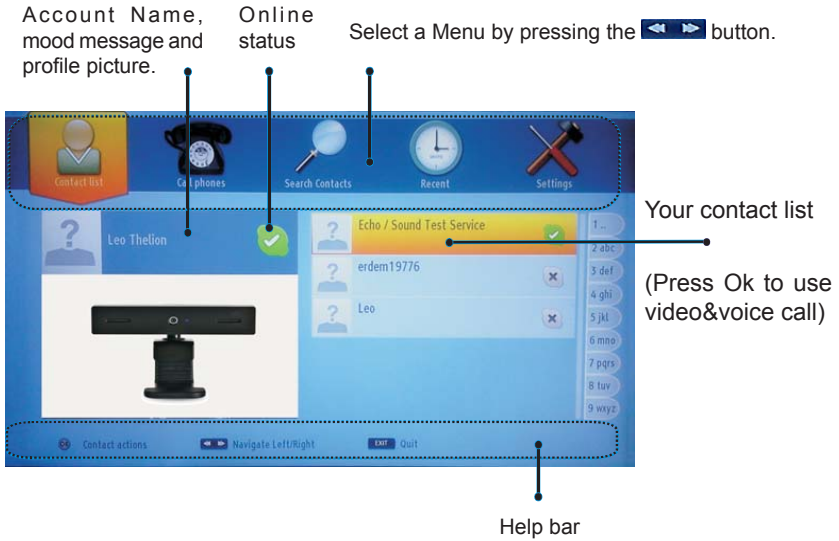 Account Name,
mood message and
profile picture.
Online
status
Select a Menu by pressing the button.
Contact list
Call phones
Search Contacts
Recent
Settings
Leo Thelion
Echo / Sound Test Service
erdem19776
Leo
1 ..
2 abc
3 def
4 ghi
5 jkl
6 mno
7 pqrs
8 tuv
9 wxyz
Your contact list
(Press Ok to use
video&voice call)
OK Contact actions
Navigate Left/Right
EXIT Quit
Help bar